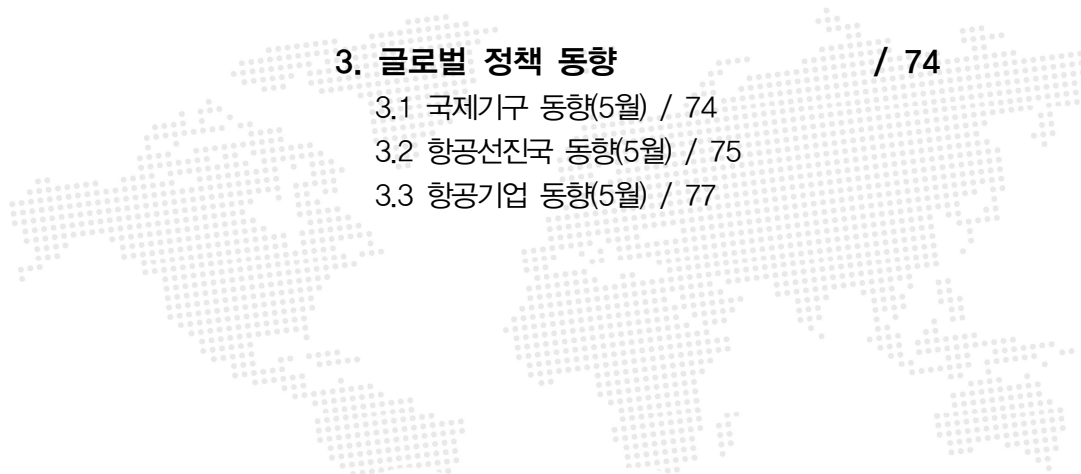 3. 글로벌 정책 동향 / 74
3.1 국제기구 동향(5월) / 74
3.2 항공선진국 동향(5월) / 75
3.3 항공기업 동향(5월) / 77